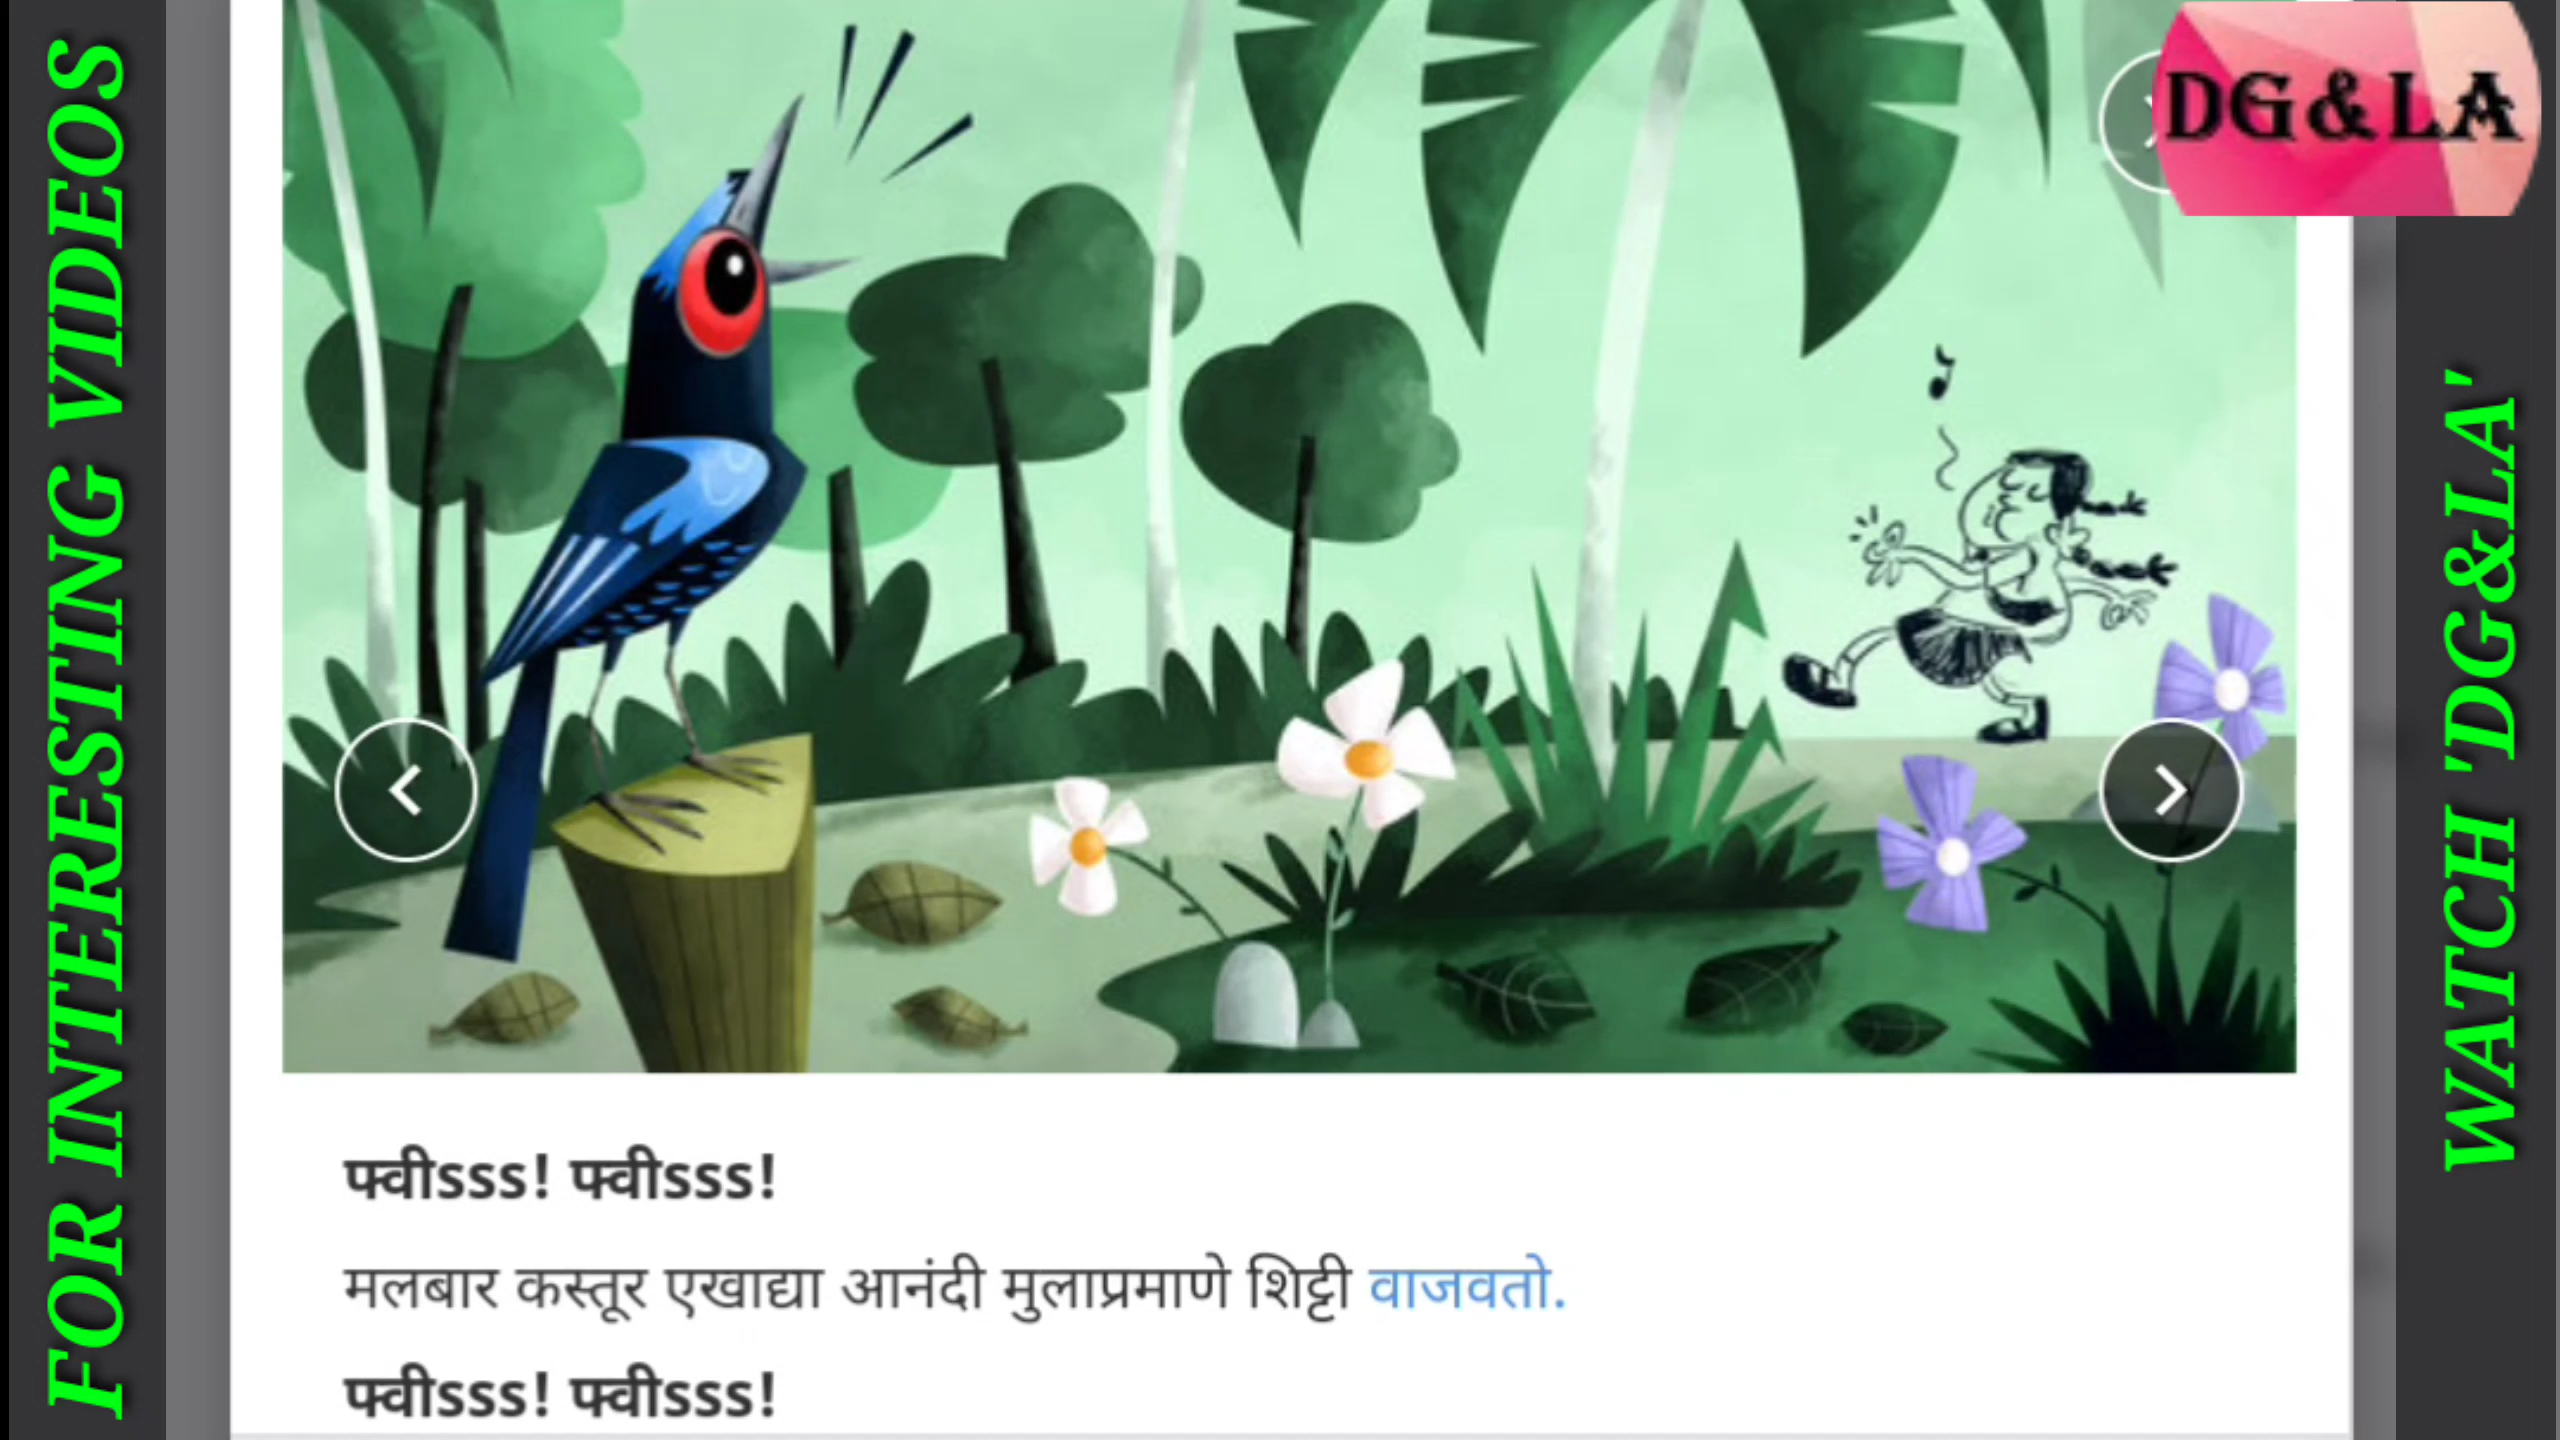 FOR INTERESTING VIDEOS
DG&LA
WATCH 'DG&LA'
फ्वीsss! फ्वीsss!
मलबार कस्तूर एखाद्या आनंदी मुलाप्रमाणे शिट्टी वाजवतो.
फ्वीsss! फ्वीsss!